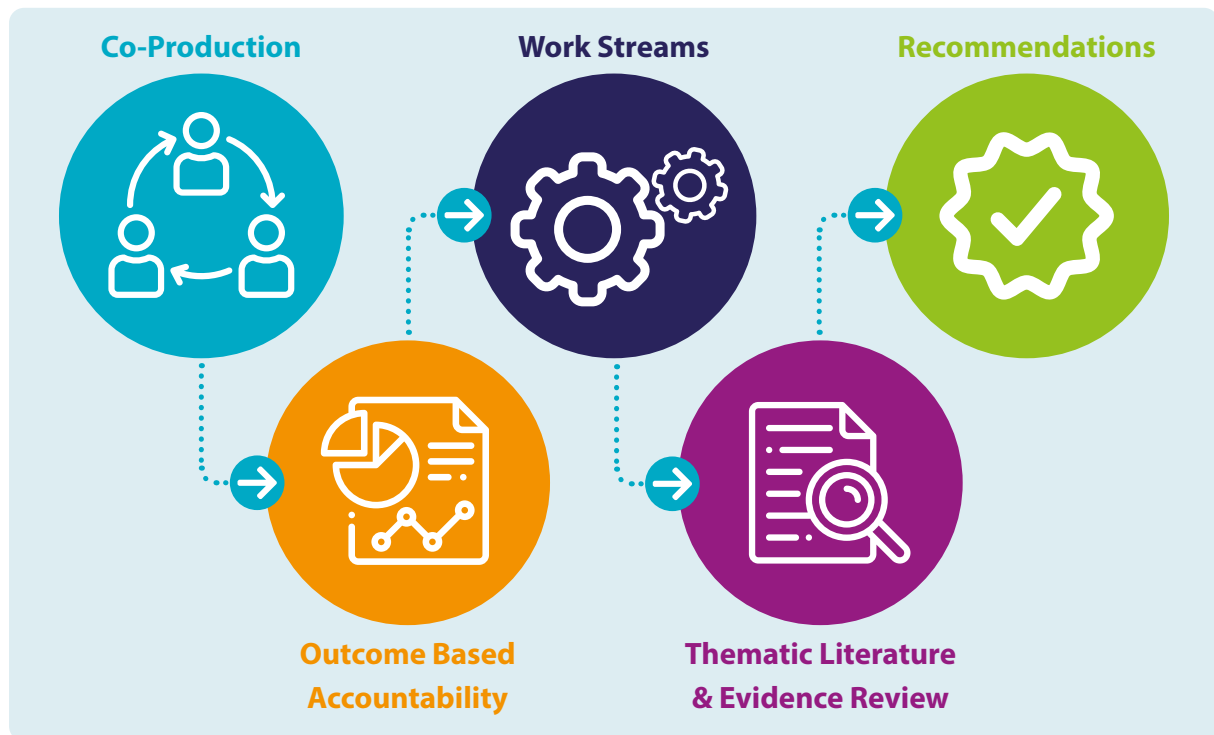 Co-Production
Work Streams
Recommendations
Outcome Based
Accountability
Thematic Literature
& Evidence Review